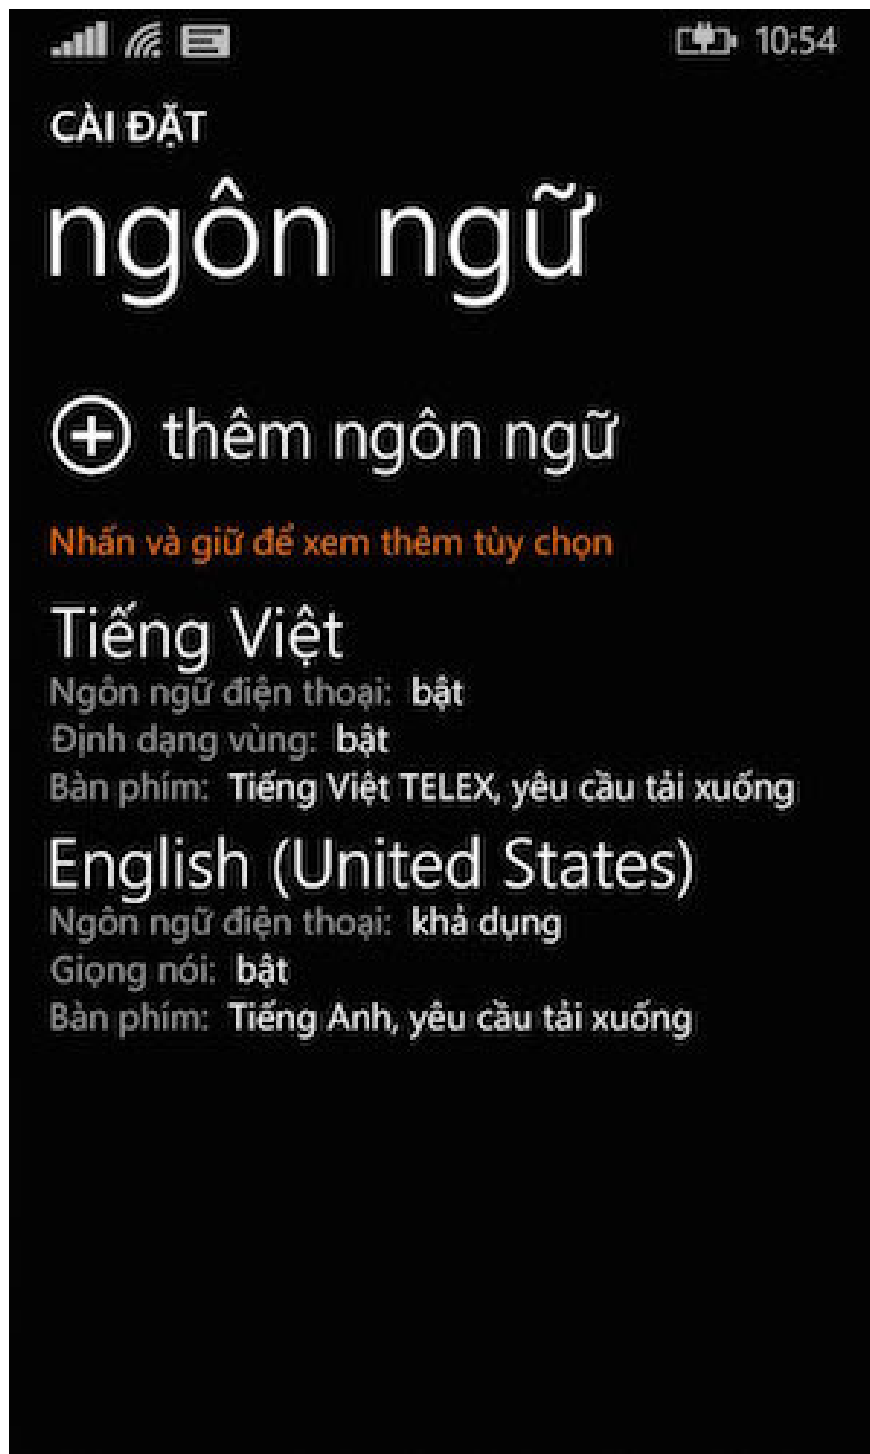 10:54
CÀI ĐẶT
ngôn ngữ
thêm ngôn ngữ
Nhấn và giữ để xem thêm tùy chọn
Tiếng Việt
Ngôn ngữ điện thoại: bật
Định dạng vùng: bật
Bàn phím: Tiếng Việt TELEX, yêu cầu tải xuống
English (United States)
Ngôn ngữ điện thoại: khả dụng
Giọng nói: bật
Bàn phím: Tiếng Anh, yêu cầu tải xuống